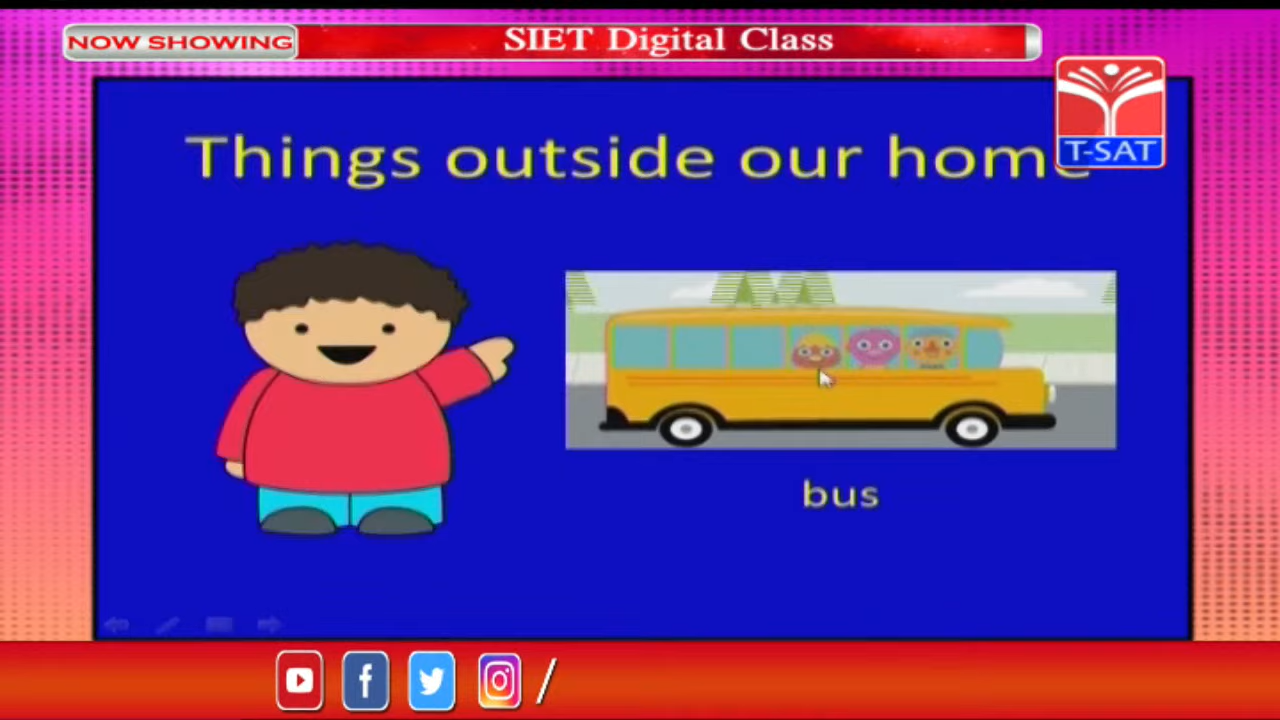 NOW SHOWING
SIET Digital Class
T-SAT
Things outside our home
bus
/